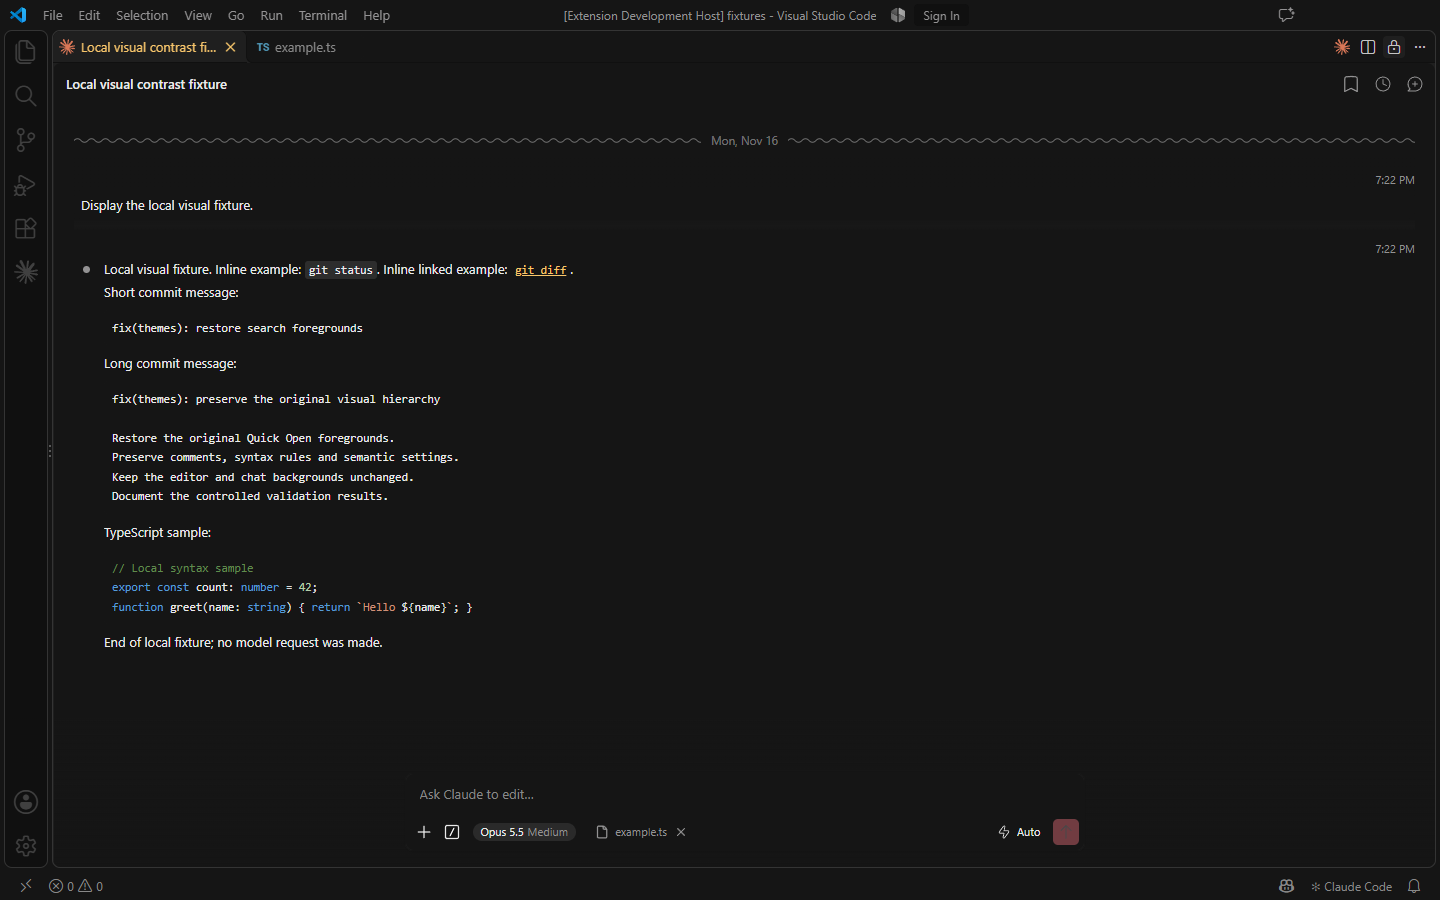 File Edit Selection View Go Run Terminal Help
[Extension Development Host] fixtures - Visual Studio Code
Sign In
Local visual contrast fi...
TS example.ts
Local visual contrast fixture
Mon, Nov 16
7:22 PM
Display the local visual fixture.
7:22 PM
Local visual fixture. Inline example: git status. Inline linked example: git diff.
Short commit message:
fix(themes): restore search foregrounds
Long commit message:
fix(themes): preserve the original visual hierarchy
Restore the original Quick Open foregrounds.
Preserve comments, syntax rules and semantic settings.
Keep the editor and chat backgrounds unchanged.
Document the controlled validation results.
TypeScript sample:
// Local syntax sample
export const count: number = 42;
function greet(name: string) { return `Hello ${name}`; }
End of local fixture; no model request was made.
Ask Claude to edit...
Opus 5.5 Medium
example.ts
Auto
0 0
Claude Code